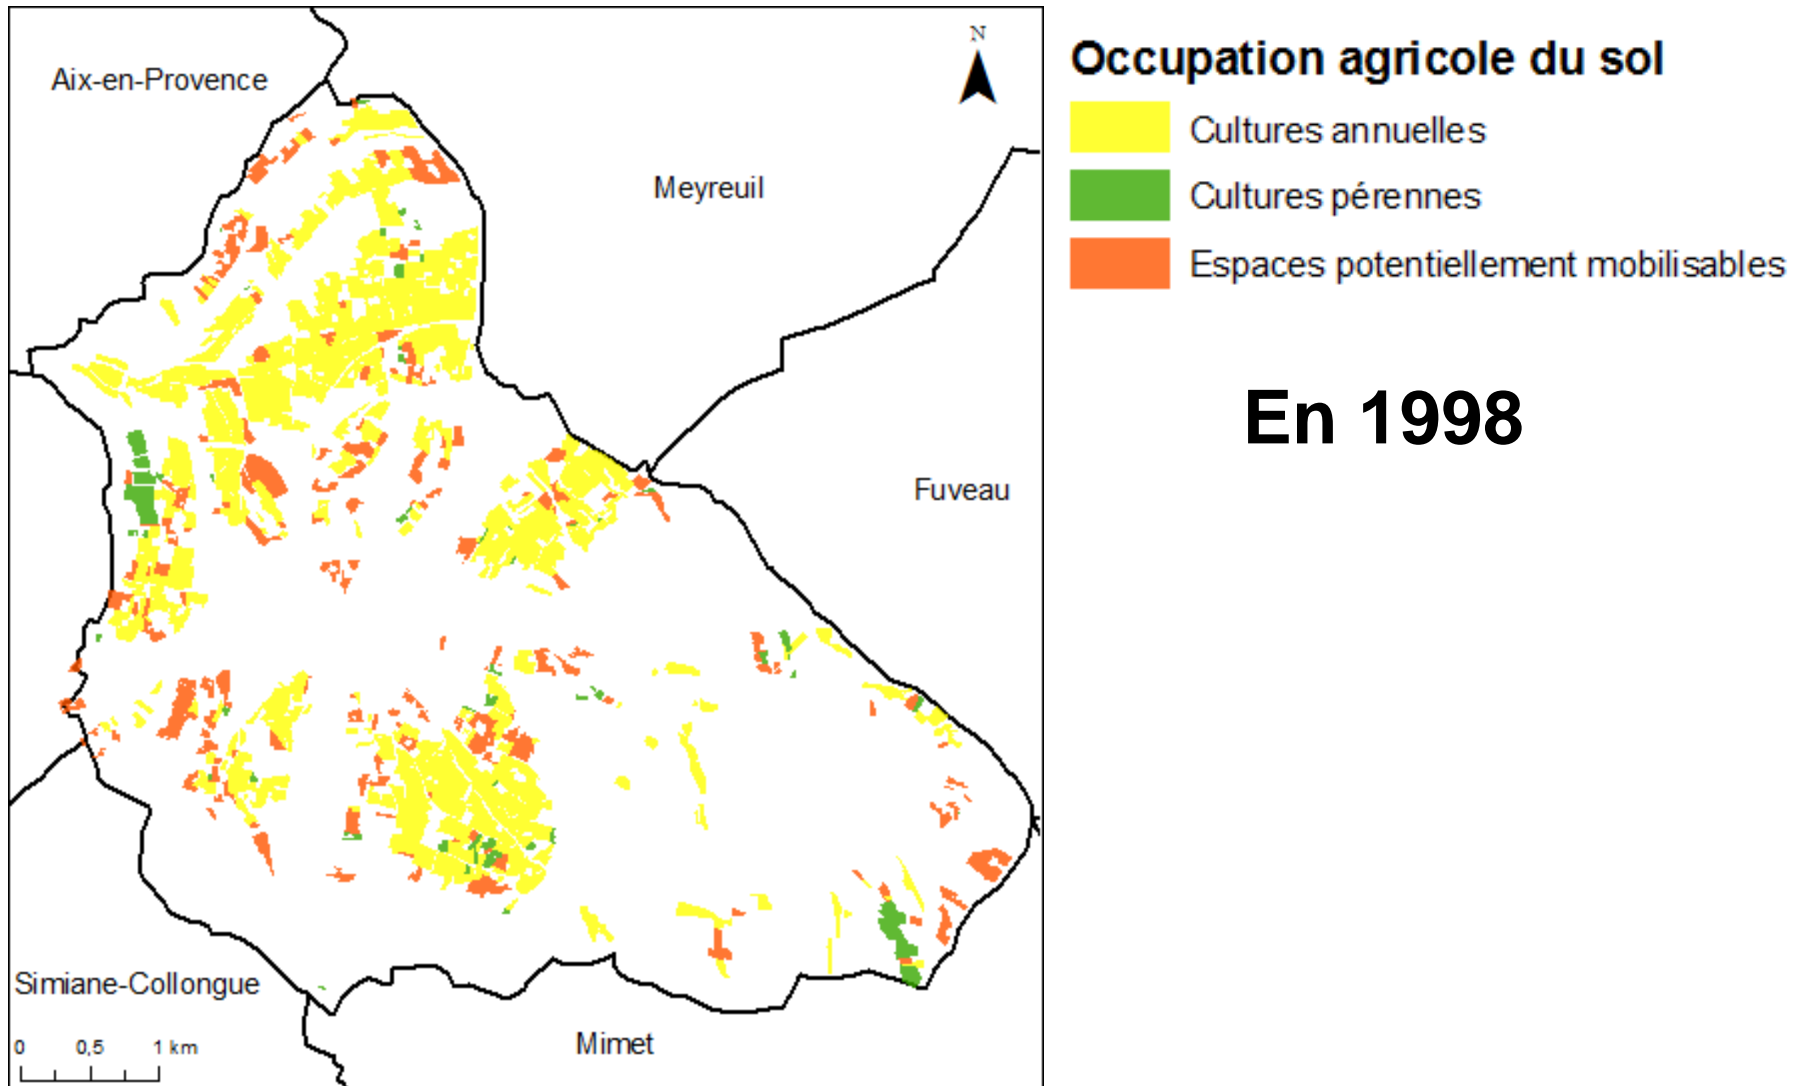 N
Aix-en-Provence
Meyreuil
Fuveau
Simiane-Collongue
Mimet
0 0,5 1 km
Occupation agricole du sol
Cultures annuelles
Cultures pérennes
Espaces potentiellement mobilisables
En 1998